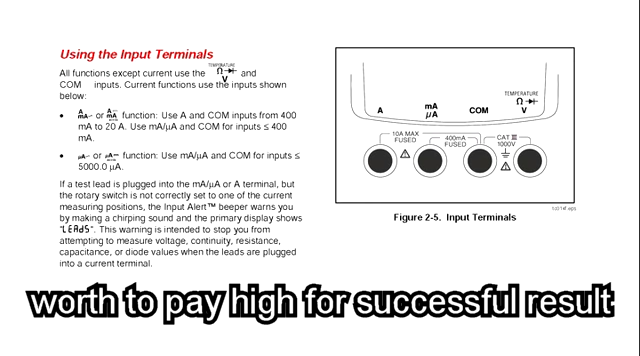 Using the Input Terminals
All functions except current use the TEMPERATURE Ω V and
COM inputs. Current functions use the inputs shown
below:
• A mA or A mA function: Use A and COM inputs from 400
mA to 20 A. Use mA/µA and COM for inputs ≤ 400
mA.
• µA or µA function: Use mA/µA and COM for inputs ≤
5000.0 µA.
If a test lead is plugged into the mA/µA or A terminal, but
the rotary switch is not correctly set to one of the current
measuring positions, the Input Alert™ beeper warns you
by making a chirping sound and the primary display shows
"LEAdS". This warning is intended to stop you from
attempting to measure voltage, continuity, resistance,
capacitance, or diode values when the leads are plugged
into a current terminal.
TEMPERATURE
Ω
A mA µA COM V
10A MAX FUSED
400mA FUSED
CAT III 1000V
Figure 2-5. Input Terminals
worth to pay high for successful result